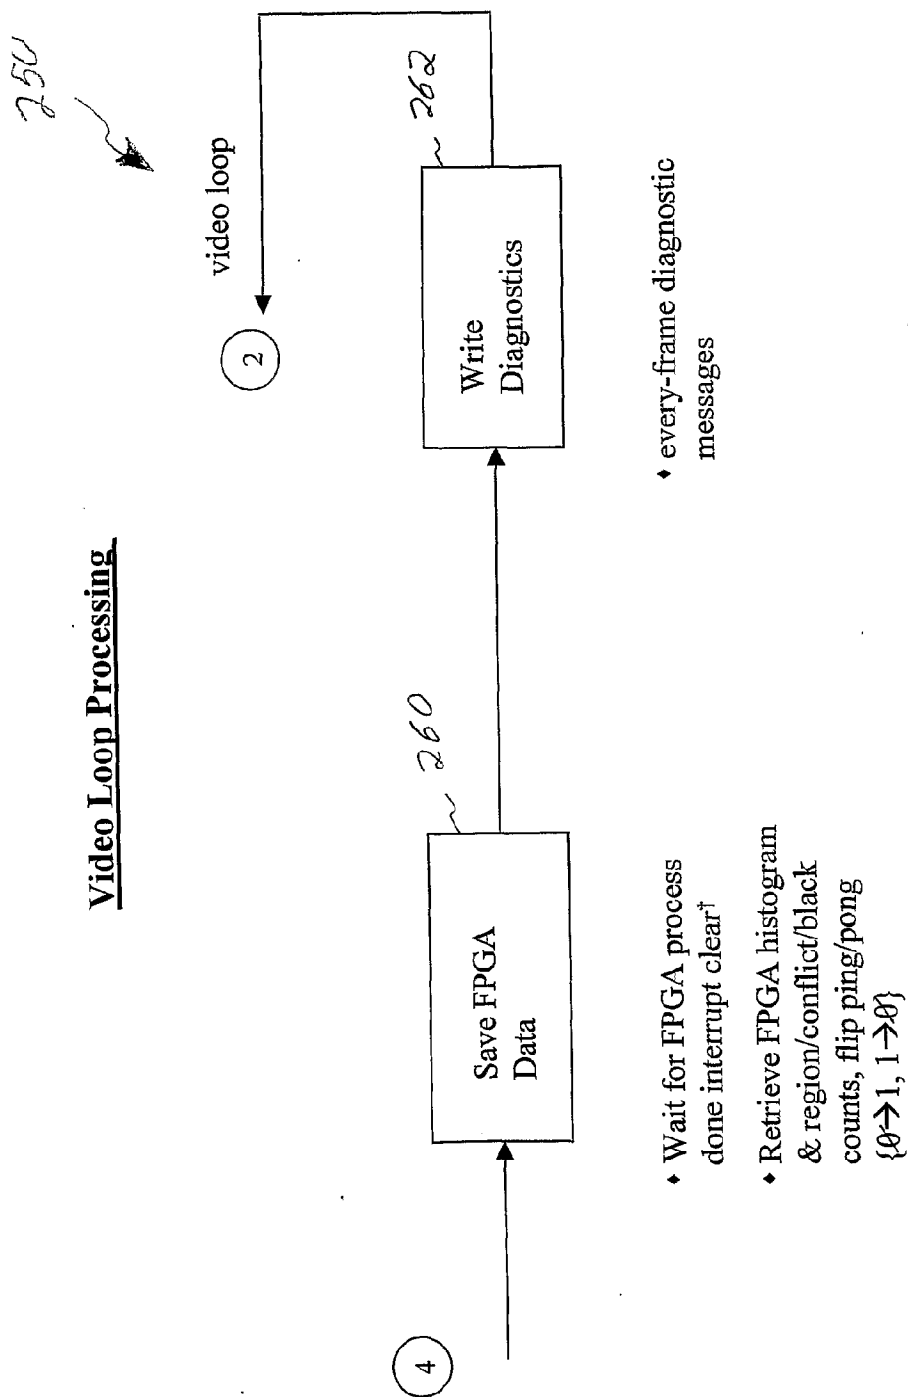 Video Loop Processing
250
4
Save FPGA
Data
260
Write
Diagnostics
262
video loop
2
♦ Wait for FPGA process
done interrupt clear†
♦ Retrieve FPGA histogram
& region/conflict/black
counts, flip ping/pong
{0→1, 1→0}
♦ every-frame diagnostic
messages